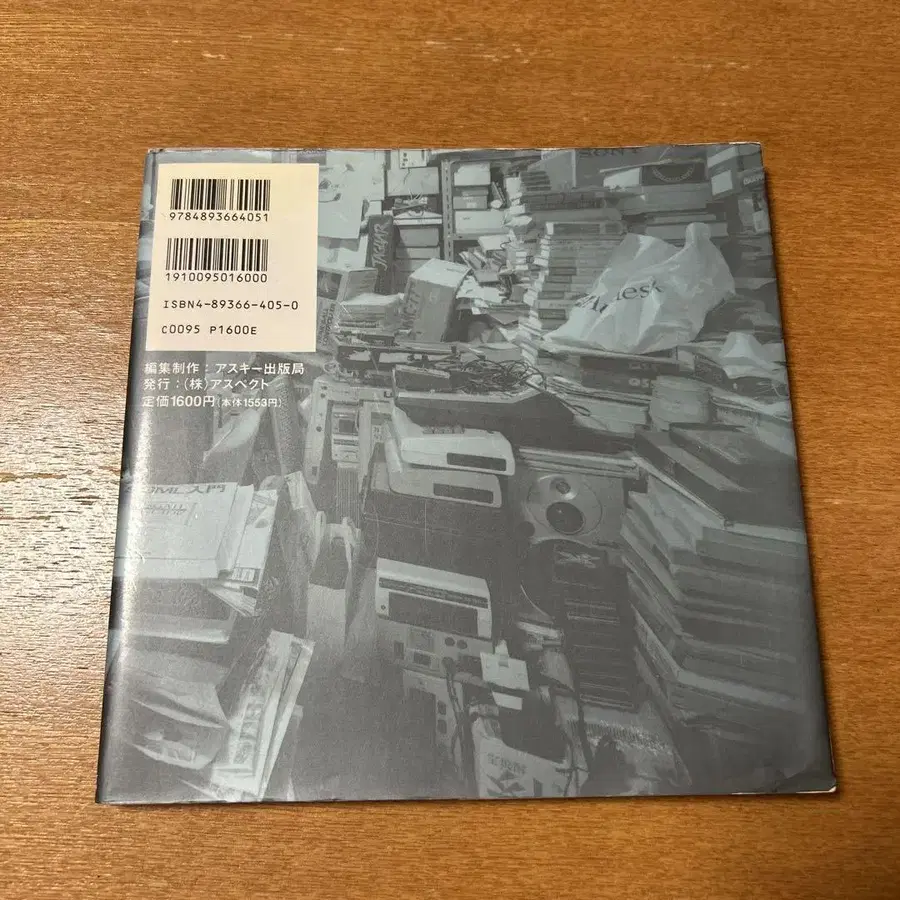 9784893664051
1910095016000
ISBN4-89366-405-0
C0095 P1600E
編集制作：アスキー出版局
発行：(株)アスペクト
定価1600円(本体1553円)
SONY
JAGUAR